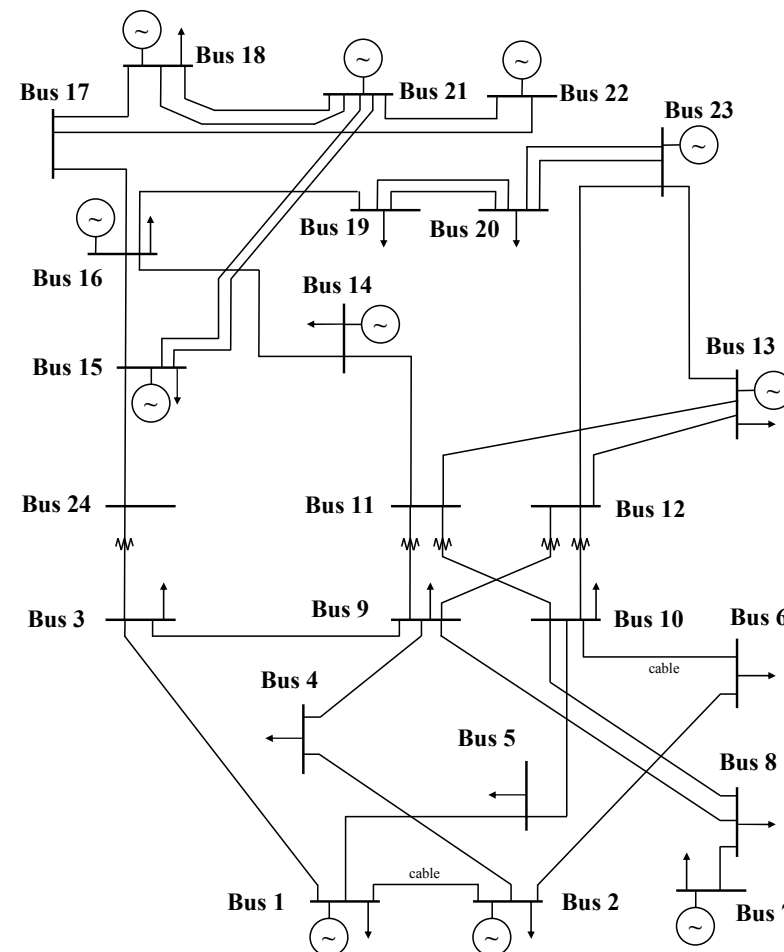 Bus 18
Bus 21
Bus 22
Bus 17
Bus 23
Bus 19
Bus 20
Bus 16
Bus 14
Bus 13
Bus 15
Bus 24
Bus 11
Bus 12
Bus 3
Bus 9
Bus 10
Bus 6
cable
Bus 4
Bus 5
Bus 8
cable
Bus 1
Bus 2
Bus 7
~
~
~
~
~
~
~
~
~
~
~